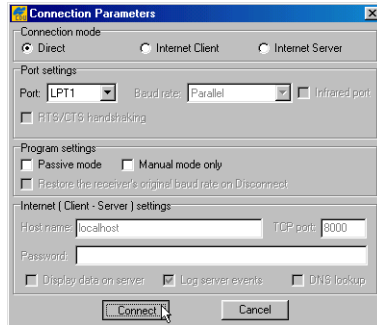 Connection Parameters
Connection mode
Direct Internet Client Internet Server
Port settings
Port: LPT1 Baud rate: Parallel Infrared port
RTS/CTS handshaking
Program settings
Passive mode Manual mode only
Restore the receiver's original baud rate on Disconnect
Internet ( Client - Server ) settings
Host name: localhost TCP port: 8000
Password:
Display data on server Log server events DNS lookup
Connect Cancel